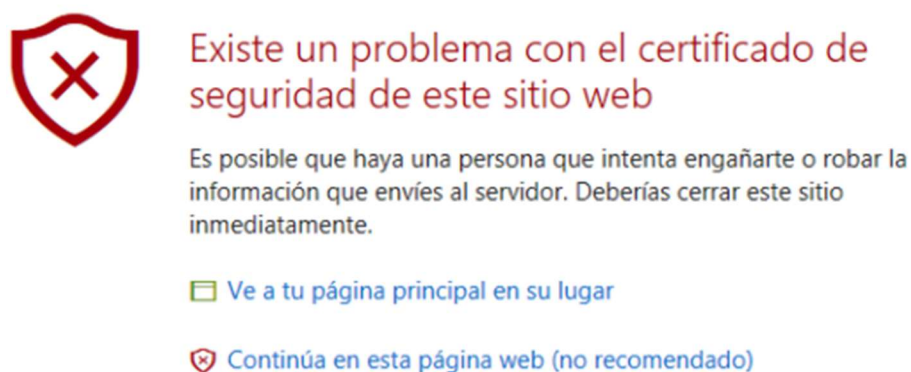 Existe un problema con el certificado de
seguridad de este sitio web
Es posible que haya una persona que intenta engañarte o robar la
información que envíes al servidor. Deberías cerrar este sitio
inmediatamente.
Ve a tu página principal en su lugar
Continúa en esta página web (no recomendado)